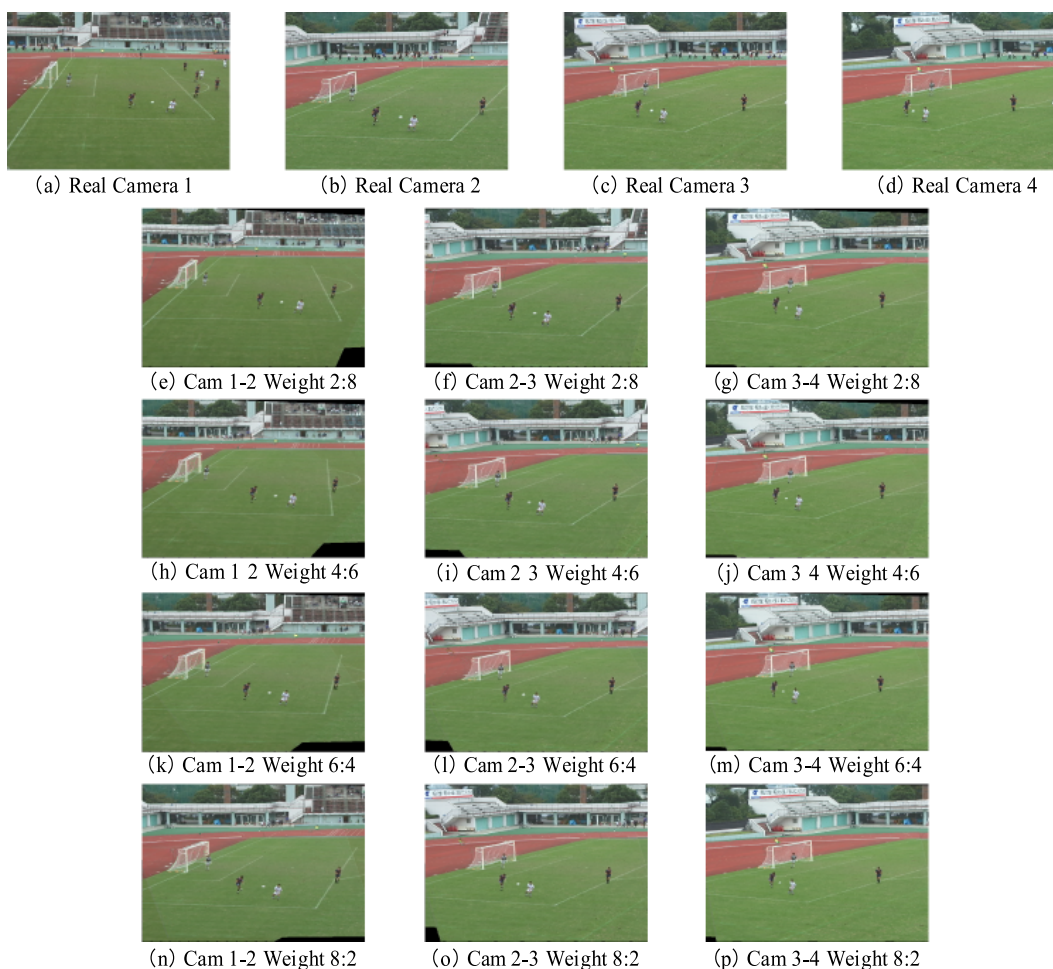 (a) Real Camera 1
(b) Real Camera 2
(c) Real Camera 3
(d) Real Camera 4
(e) Cam 1-2 Weight 2:8
(f) Cam 2-3 Weight 2:8
(g) Cam 3-4 Weight 2:8
(h) Cam 1 2 Weight 4:6
(i) Cam 2 3 Weight 4:6
(j) Cam 3 4 Weight 4:6
(k) Cam 1-2 Weight 6:4
(l) Cam 2-3 Weight 6:4
(m) Cam 3-4 Weight 6:4
(n) Cam 1-2 Weight 8:2
(o) Cam 2-3 Weight 8:2
(p) Cam 3-4 Weight 8:2